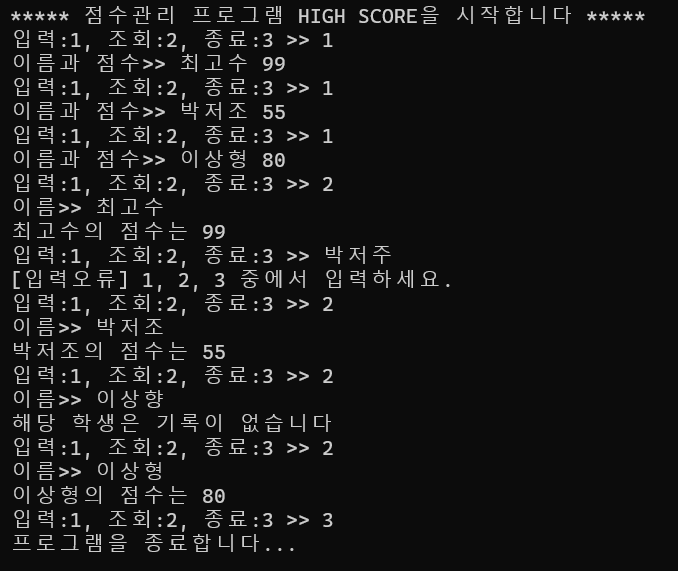 ***** 점수관리 프로그램 HIGH SCORE을 시작합니다 *****
입력:1, 조회:2, 종료:3 >> 1
이름과 점수>> 최고수 99
입력:1, 조회:2, 종료:3 >> 1
이름과 점수>> 박저조 55
입력:1, 조회:2, 종료:3 >> 1
이름과 점수>> 이상형 80
입력:1, 조회:2, 종료:3 >> 2
이름>> 최고수
최고수의 점수는 99
입력:1, 조회:2, 종료:3 >> 박저주
[입력오류] 1, 2, 3 중에서 입력하세요.
입력:1, 조회:2, 종료:3 >> 2
이름>> 박저조
박저조의 점수는 55
입력:1, 조회:2, 종료:3 >> 2
이름>> 이상향
해당 학생은 기록이 없습니다
입력:1, 조회:2, 종료:3 >> 2
이름>> 이상형
이상형의 점수는 80
입력:1, 조회:2, 종료:3 >> 3
프로그램을 종료합니다...